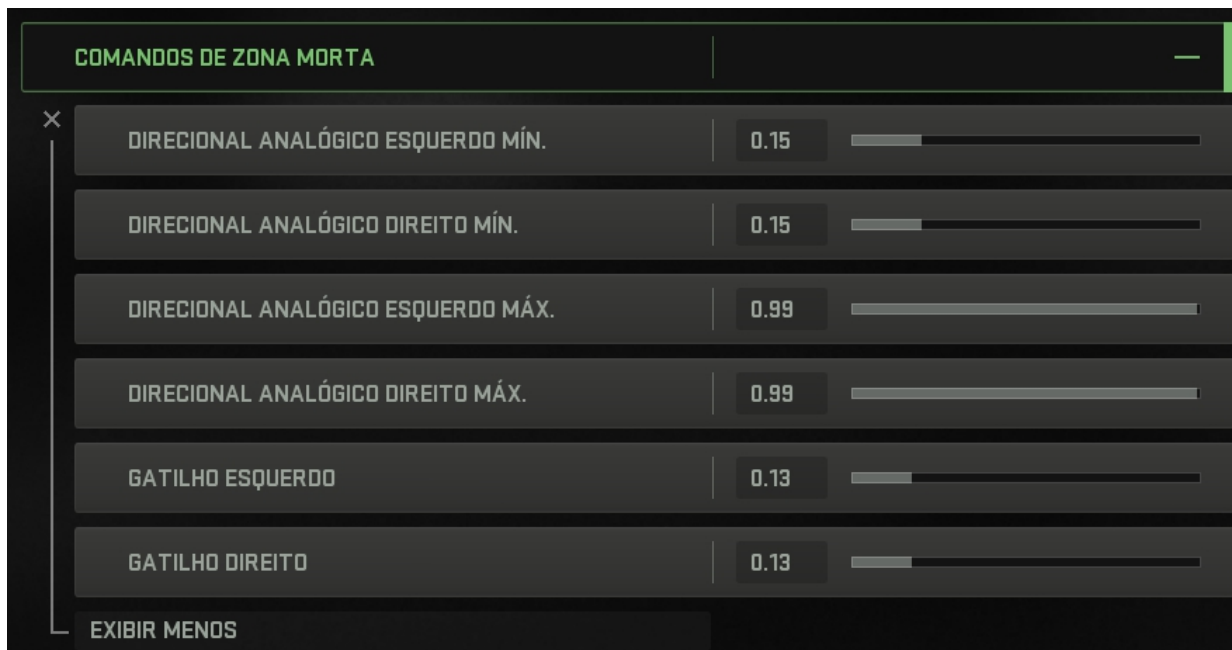 COMANDOS DE ZONA MORTA
DIRECIONAL ANALÓGICO ESQUERDO MÍN. 0.15
DIRECIONAL ANALÓGICO DIREITO MÍN. 0.15
DIRECIONAL ANALÓGICO ESQUERDO MÁX. 0.99
DIRECIONAL ANALÓGICO DIREITO MÁX. 0.99
GATILHO ESQUERDO 0.13
GATILHO DIREITO 0.13
EXIBIR MENOS